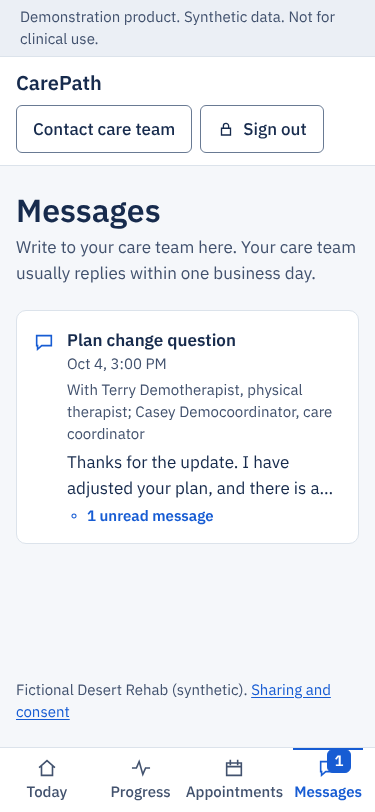 Demonstration product. Synthetic data. Not for
clinical use.
CarePath
Contact care team
Sign out
Messages
Write to your care team here. Your care team
usually replies within one business day.
Plan change question
Oct 4, 3:00 PM
With Terry Demotherapist, physical
therapist; Casey Democoordinator, care
coordinator
Thanks for the update. I have
adjusted your plan, and there is a...
1 unread message
Fictional Desert Rehab (synthetic). Sharing and
consent
1
Today
Progress
Appointments
Messages